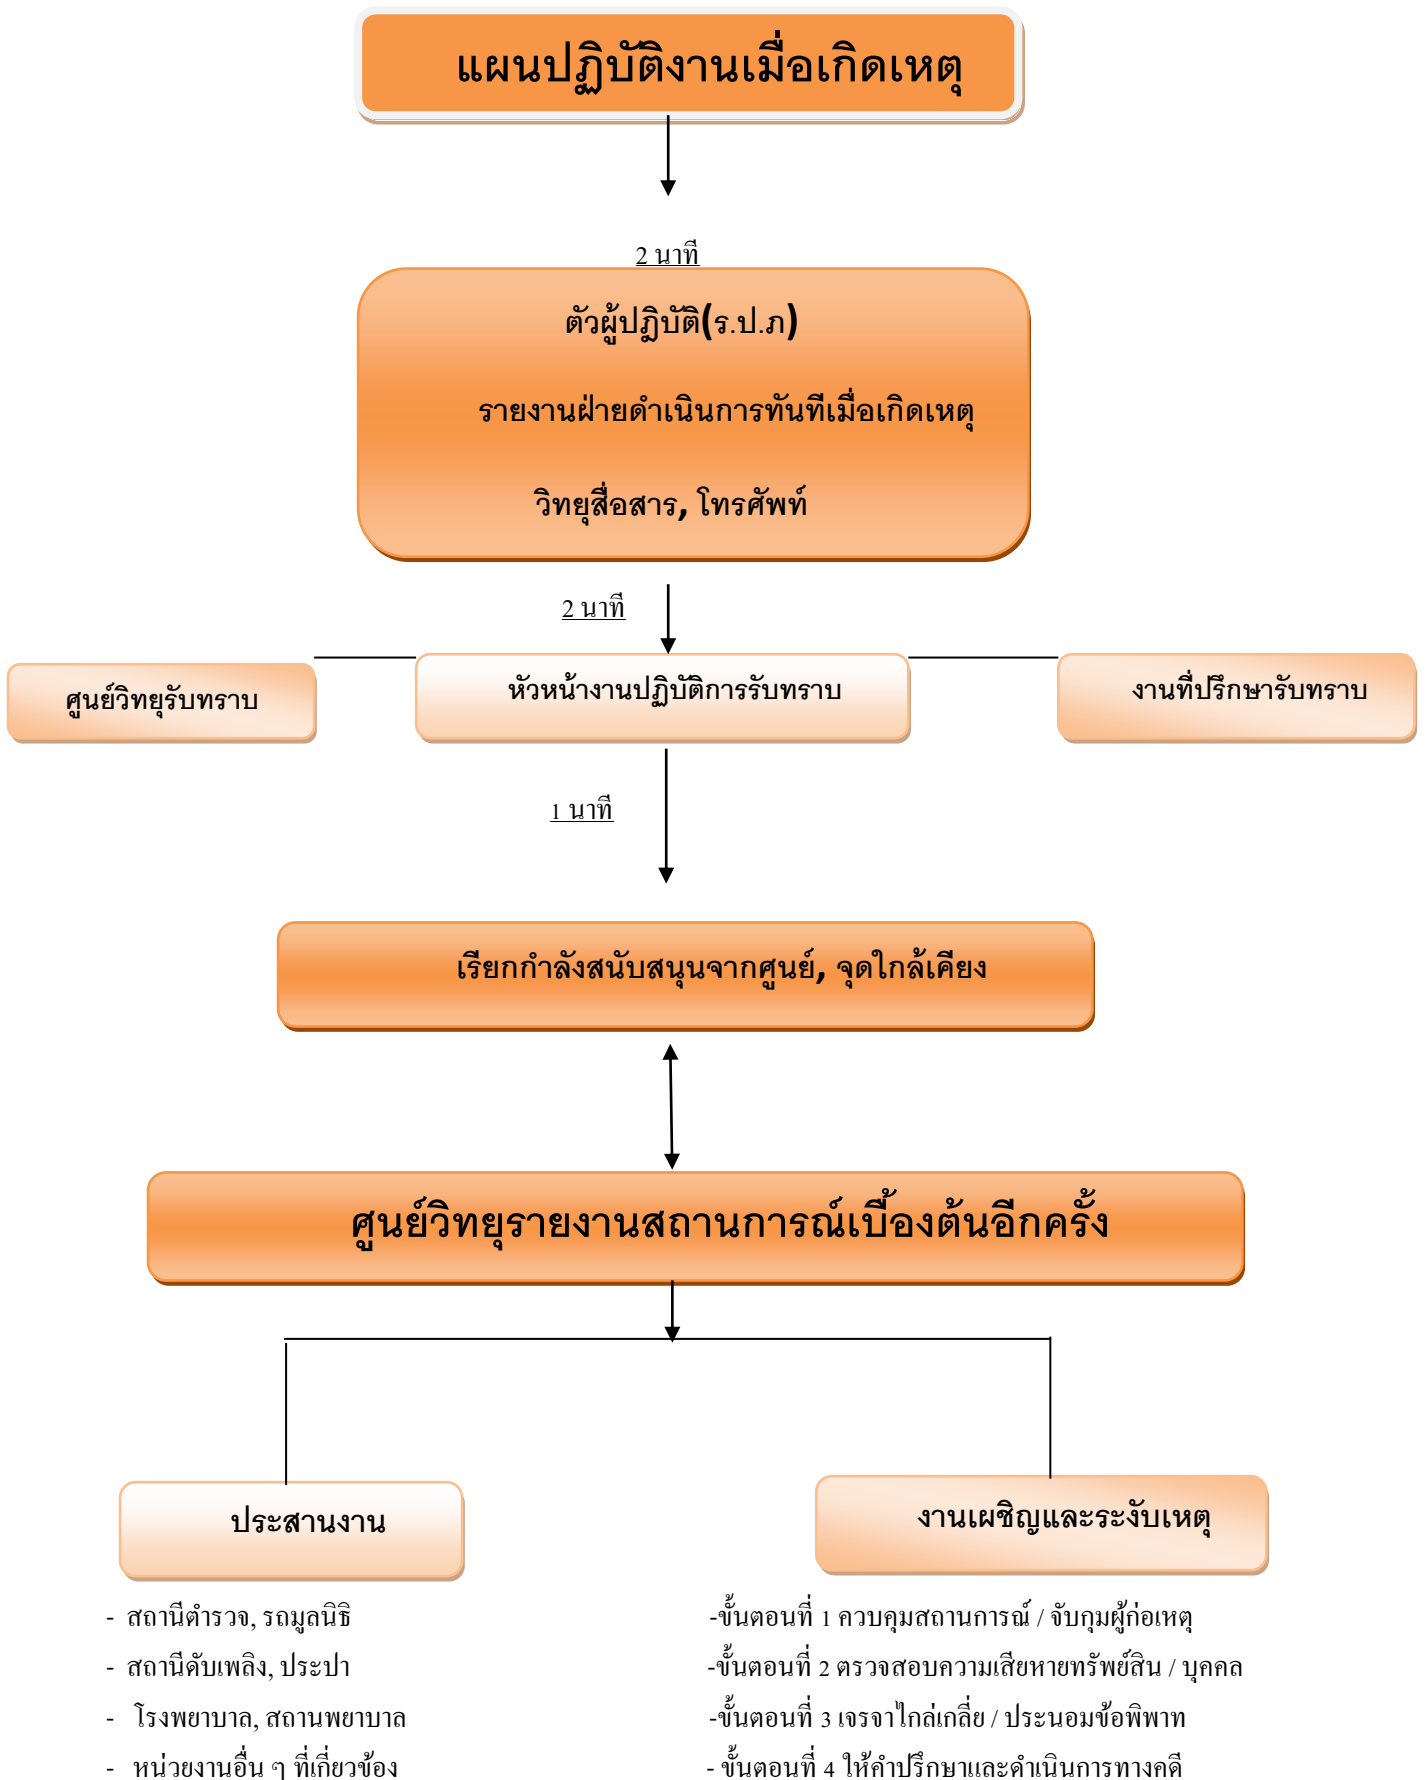 แผนปฏิบัติงานเมื่อเกิดเหตุ
2 นาที
ตัวผู้ปฏิบัติ(ร.ป.ภ)
รายงานฝ่ายดำเนินการทันทีเมื่อเกิดเหตุ
วิทยุสื่อสาร, โทรศัพท์
2 นาที
ศูนย์วิทยุรับทราบ
หัวหน้างานปฏิบัติการรับทราบ
งานที่ปรึกษารับทราบ
1 นาที
เรียกกำลังสนับสนุนจากศูนย์, จุดใกล้เคียง
ศูนย์วิทยุรายงานสถานการณ์เบื้องต้นอีกครั้ง
ประสานงาน
- สถานีตำรวจ, รถมูลนิธิ
- สถานีดับเพลิง, ประปา
- โรงพยาบาล, สถานพยาบาล
- หน่วยงานอื่น ๆ ที่เกี่ยวข้อง
งานเผชิญและระงับเหตุ
-ขั้นตอนที่ 1 ควบคุมสถานการณ์ / จับกุมผู้ก่อเหตุ
-ขั้นตอนที่ 2 ตรวจสอบความเสียหายทรัพย์สิน / บุคคล
-ขั้นตอนที่ 3 เจรจาไกล่เกลี่ย / ประนอมข้อพิพาท
- ขั้นตอนที่ 4 ให้คำปรึกษาและดำเนินการทางคดี